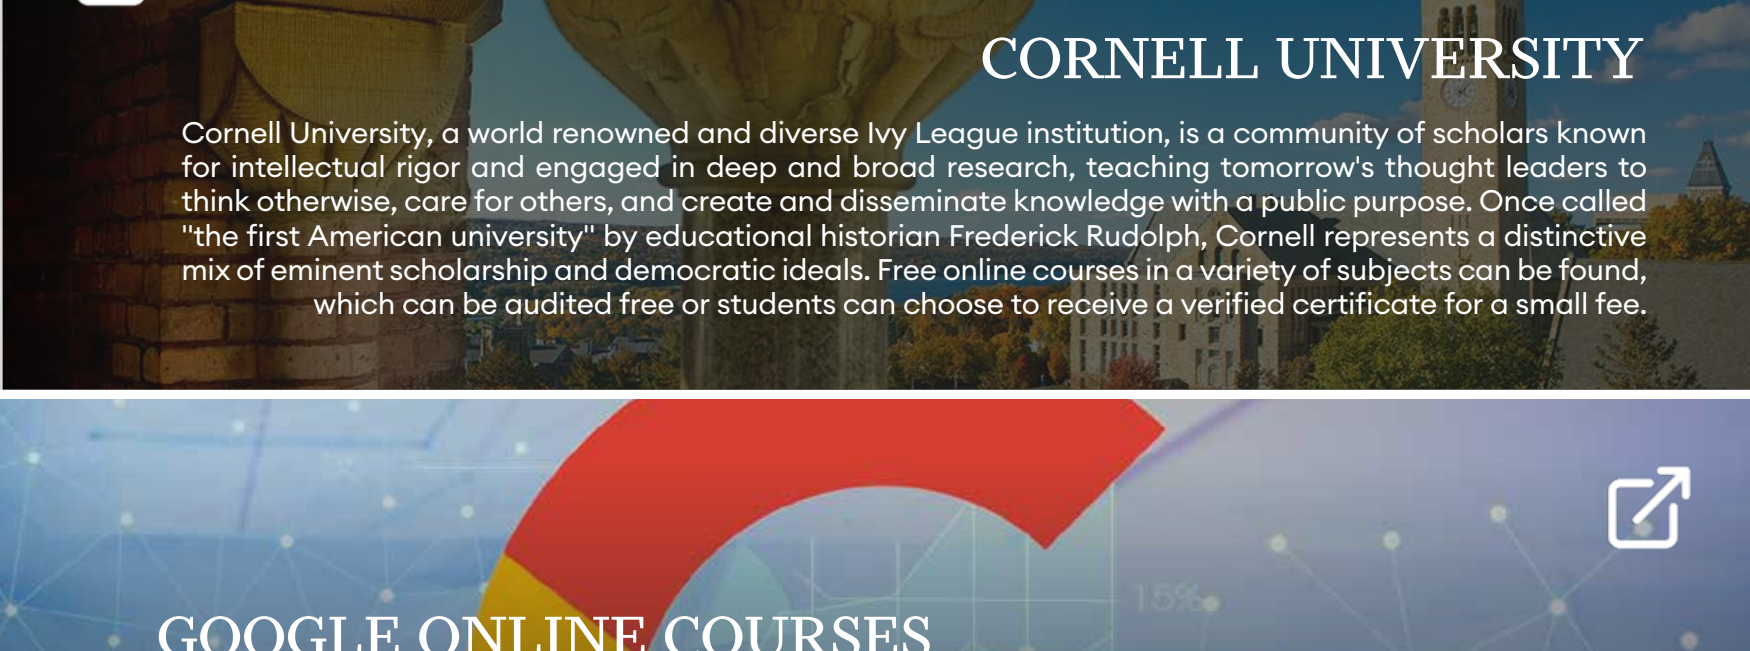 CORNELL UNIVERSITY
Cornell University, a world renowned and diverse Ivy League institution, is a community of scholars known
for intellectual rigor and engaged in deep and broad research, teaching tomorrow's thought leaders to
think otherwise, care for others, and create and disseminate knowledge with a public purpose. Once called
"the first American university" by educational historian Frederick Rudolph, Cornell represents a distinctive
mix of eminent scholarship and democratic ideals. Free online courses in a variety of subjects can be found,
which can be audited free or students can choose to receive a verified certificate for a small fee.
15%
GOOGLE ONLINE COURSES